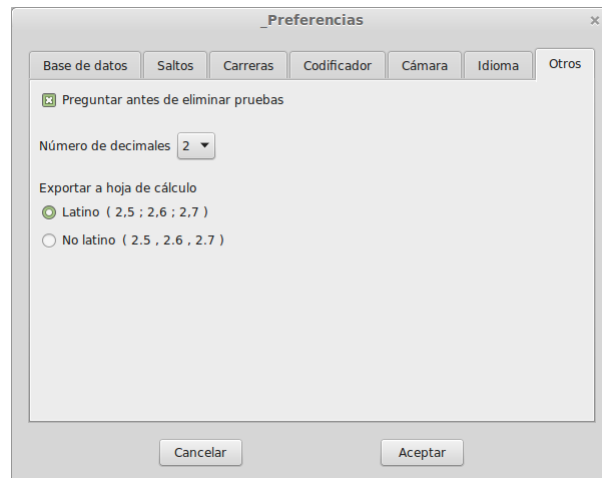 _Preferencias
Base de datos Saltos Carreras Codificador Cámara Idioma Otros
Preguntar antes de eliminar pruebas
Número de decimales 2
Exportar a hoja de cálculo
Latino ( 2,5 ; 2,6 ; 2,7 )
No latino ( 2.5 , 2.6 , 2.7 )
Cancelar Aceptar